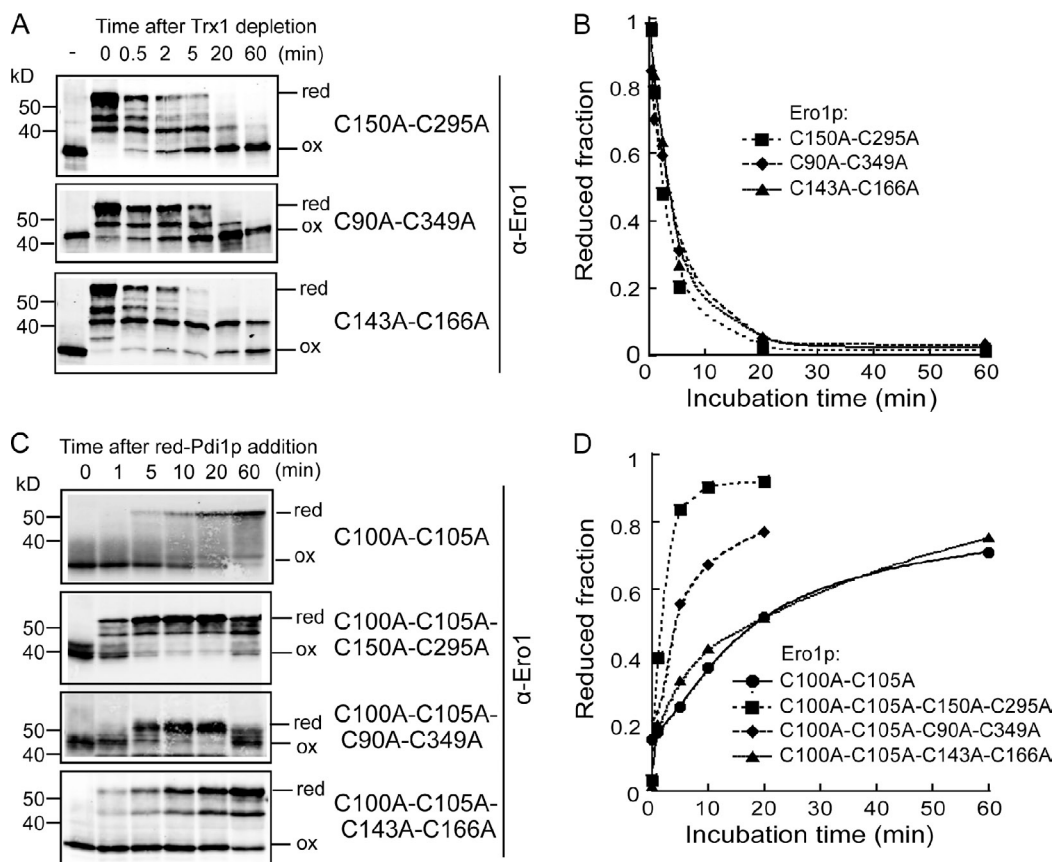 A
Time after Trx1 depletion
- 0 0.5 2 5 20 60 (min)
kD
50
40
red
ox
C150A-C295A
50
40
red
ox
C90A-C349A
50
40
red
ox
C143A-C166A
α-Ero1
B
Reduced fraction
1
0.8
0.6
0.4
0.2
0
0 10 20 30 40 50 60
Incubation time (min)
Ero1p:
C150A-C295A
C90A-C349A
C143A-C166A
C
Time after red-Pdi1p addition
0 1 5 10 20 60 (min)
kD
50
40
red
ox
C100A-C105A
50
40
red
ox
C100A-C105A-
C150A-C295A
50
40
red
ox
C100A-C105A-
C90A-C349A
50
40
red
ox
C100A-C105A-
C143A-C166A
α-Ero1
D
Reduced fraction
1
0.8
0.6
0.4
0.2
0
0 10 20 30 40 50 60
Incubation time (min)
Ero1p:
C100A-C105A
C100A-C105A-C150A-C295A
C100A-C105A-C90A-C349A
C100A-C105A-C143A-C166A